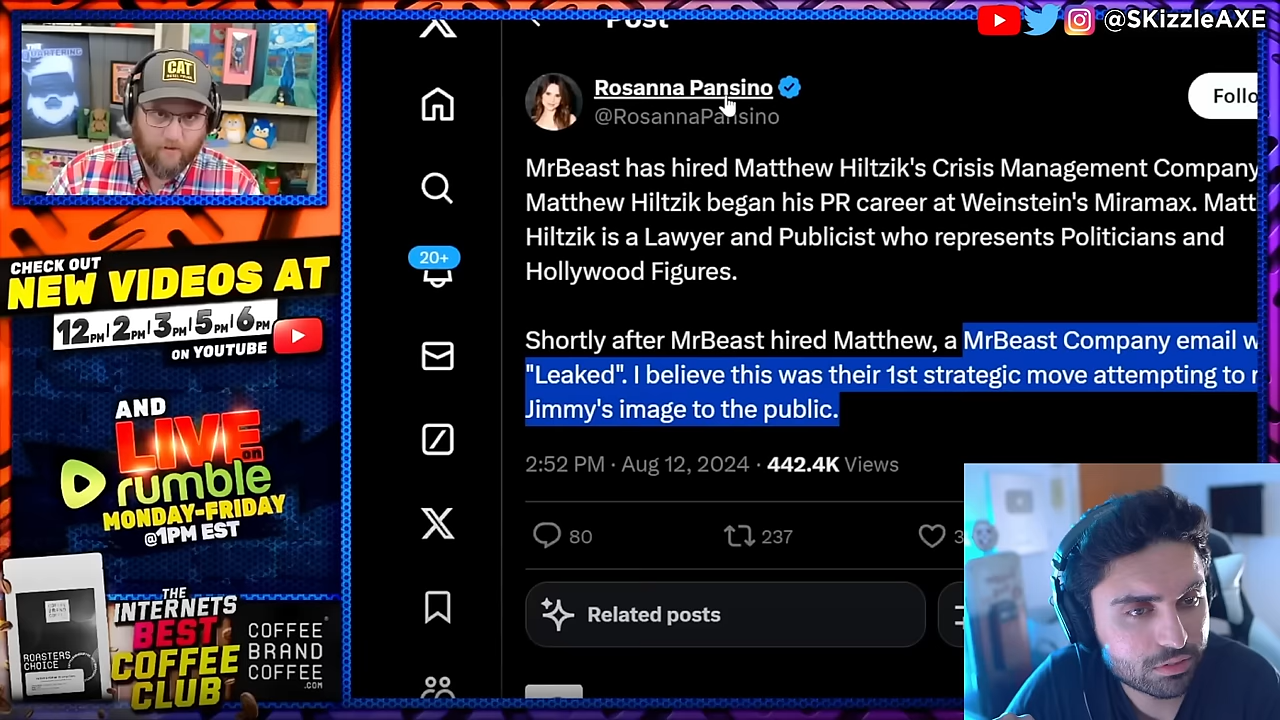 @SKizzleAXE
THE
QUARTERING
CAT
Post
Rosanna Pansino
@RosannaPansino
Follo
MrBeast has hired Matthew Hiltzik's Crisis Management Company
Matthew Hiltzik began his PR career at Weinstein's Miramax. Matt
Hiltzik is a Lawyer and Publicist who represents Politicians and
Hollywood Figures.
20+
Shortly after MrBeast hired Matthew, a MrBeast Company email w
"Leaked". I believe this was their 1st strategic move attempting to r
Jimmy's image to the public.
2:52 PM · Aug 12, 2024 · 442.4K Views
80
237
3
Related posts
CHECK OUT
NEW VIDEOS AT
12PM|2PM|3PM|5PM|6PM
ON YOUTUBE
AND
LIVE on
rumble
MONDAY-FRIDAY
@1PM EST
THE
INTERNETS
BEST
COFFEE
CLUB
COFFEE
BRAND
COFFEE
.COM
ROASTERS
CHOICE